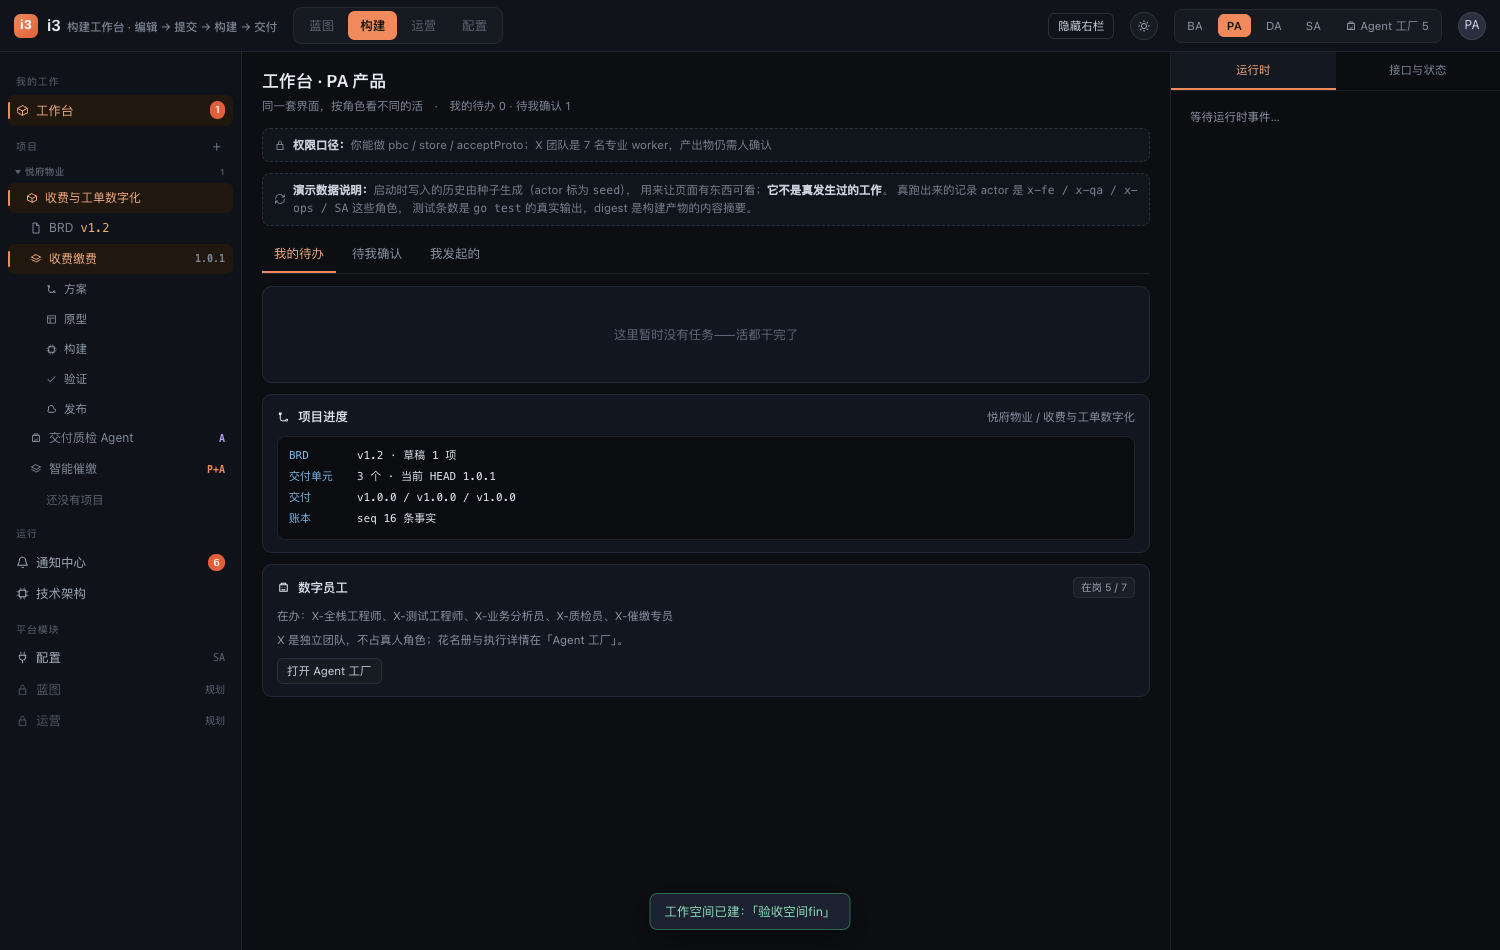 i3
i3 构建工作台 · 编辑 → 提交 → 构建 → 交付
蓝图
构建
运营
配置
隐藏右栏
BA
PA
DA
SA
Agent 工厂 5
PA
我的工作
工作台
1
项目
+
悦府物业
1
收费与工单数字化
BRD v1.2
收费缴费
1.0.1
方案
原型
构建
验证
发布
交付质检 Agent
A
智能催缴
P+A
还没有项目
运行
通知中心
6
技术架构
平台模块
配置
SA
蓝图
规划
运营
规划
工作台 · PA 产品
同一套界面，按角色看不同的活 · 我的待办 0 · 待我确认 1
权限口径：你能做 pbc / store / acceptProto；X 团队是 7 名专业 worker，产出物仍需人确认
演示数据说明：启动时写入的历史由种子生成（actor 标为 seed），用来让页面有东西可看；它不是真发生过的工作。 真跑出来的记录 actor 是 x-fe / x-qa / x-
ops / SA 这些角色， 测试条数是 go test 的真实输出，digest 是构建产物的内容摘要。
我的待办
待我确认
我发起的
这里暂时没有任务——活都干完了
项目进度
悦府物业 / 收费与工单数字化
BRD v1.2 · 草稿 1 项
交付单元 3 个 · 当前 HEAD 1.0.1
交付 v1.0.0 / v1.0.0 / v1.0.0
账本 seq 16 条事实
数字员工
在岗 5 / 7
在办：X-全栈工程师、X-测试工程师、X-业务分析员、X-质检员、X-催缴专员
X 是独立团队，不占真人角色；花名册与执行详情在「Agent 工厂」。
打开 Agent 工厂
运行时
接口与状态
等待运行时事件…
工作空间已建：「验收空间fin」